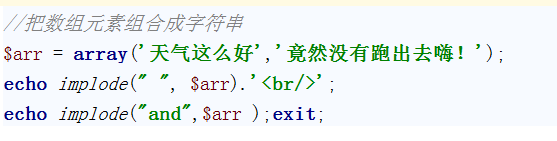 //把数组元素组合成字符串
$arr = array('天气这么好','竟然没有跑出去嗨！');
echo implode(" ", $arr).'<br/>';
echo implode("and",$arr );exit;